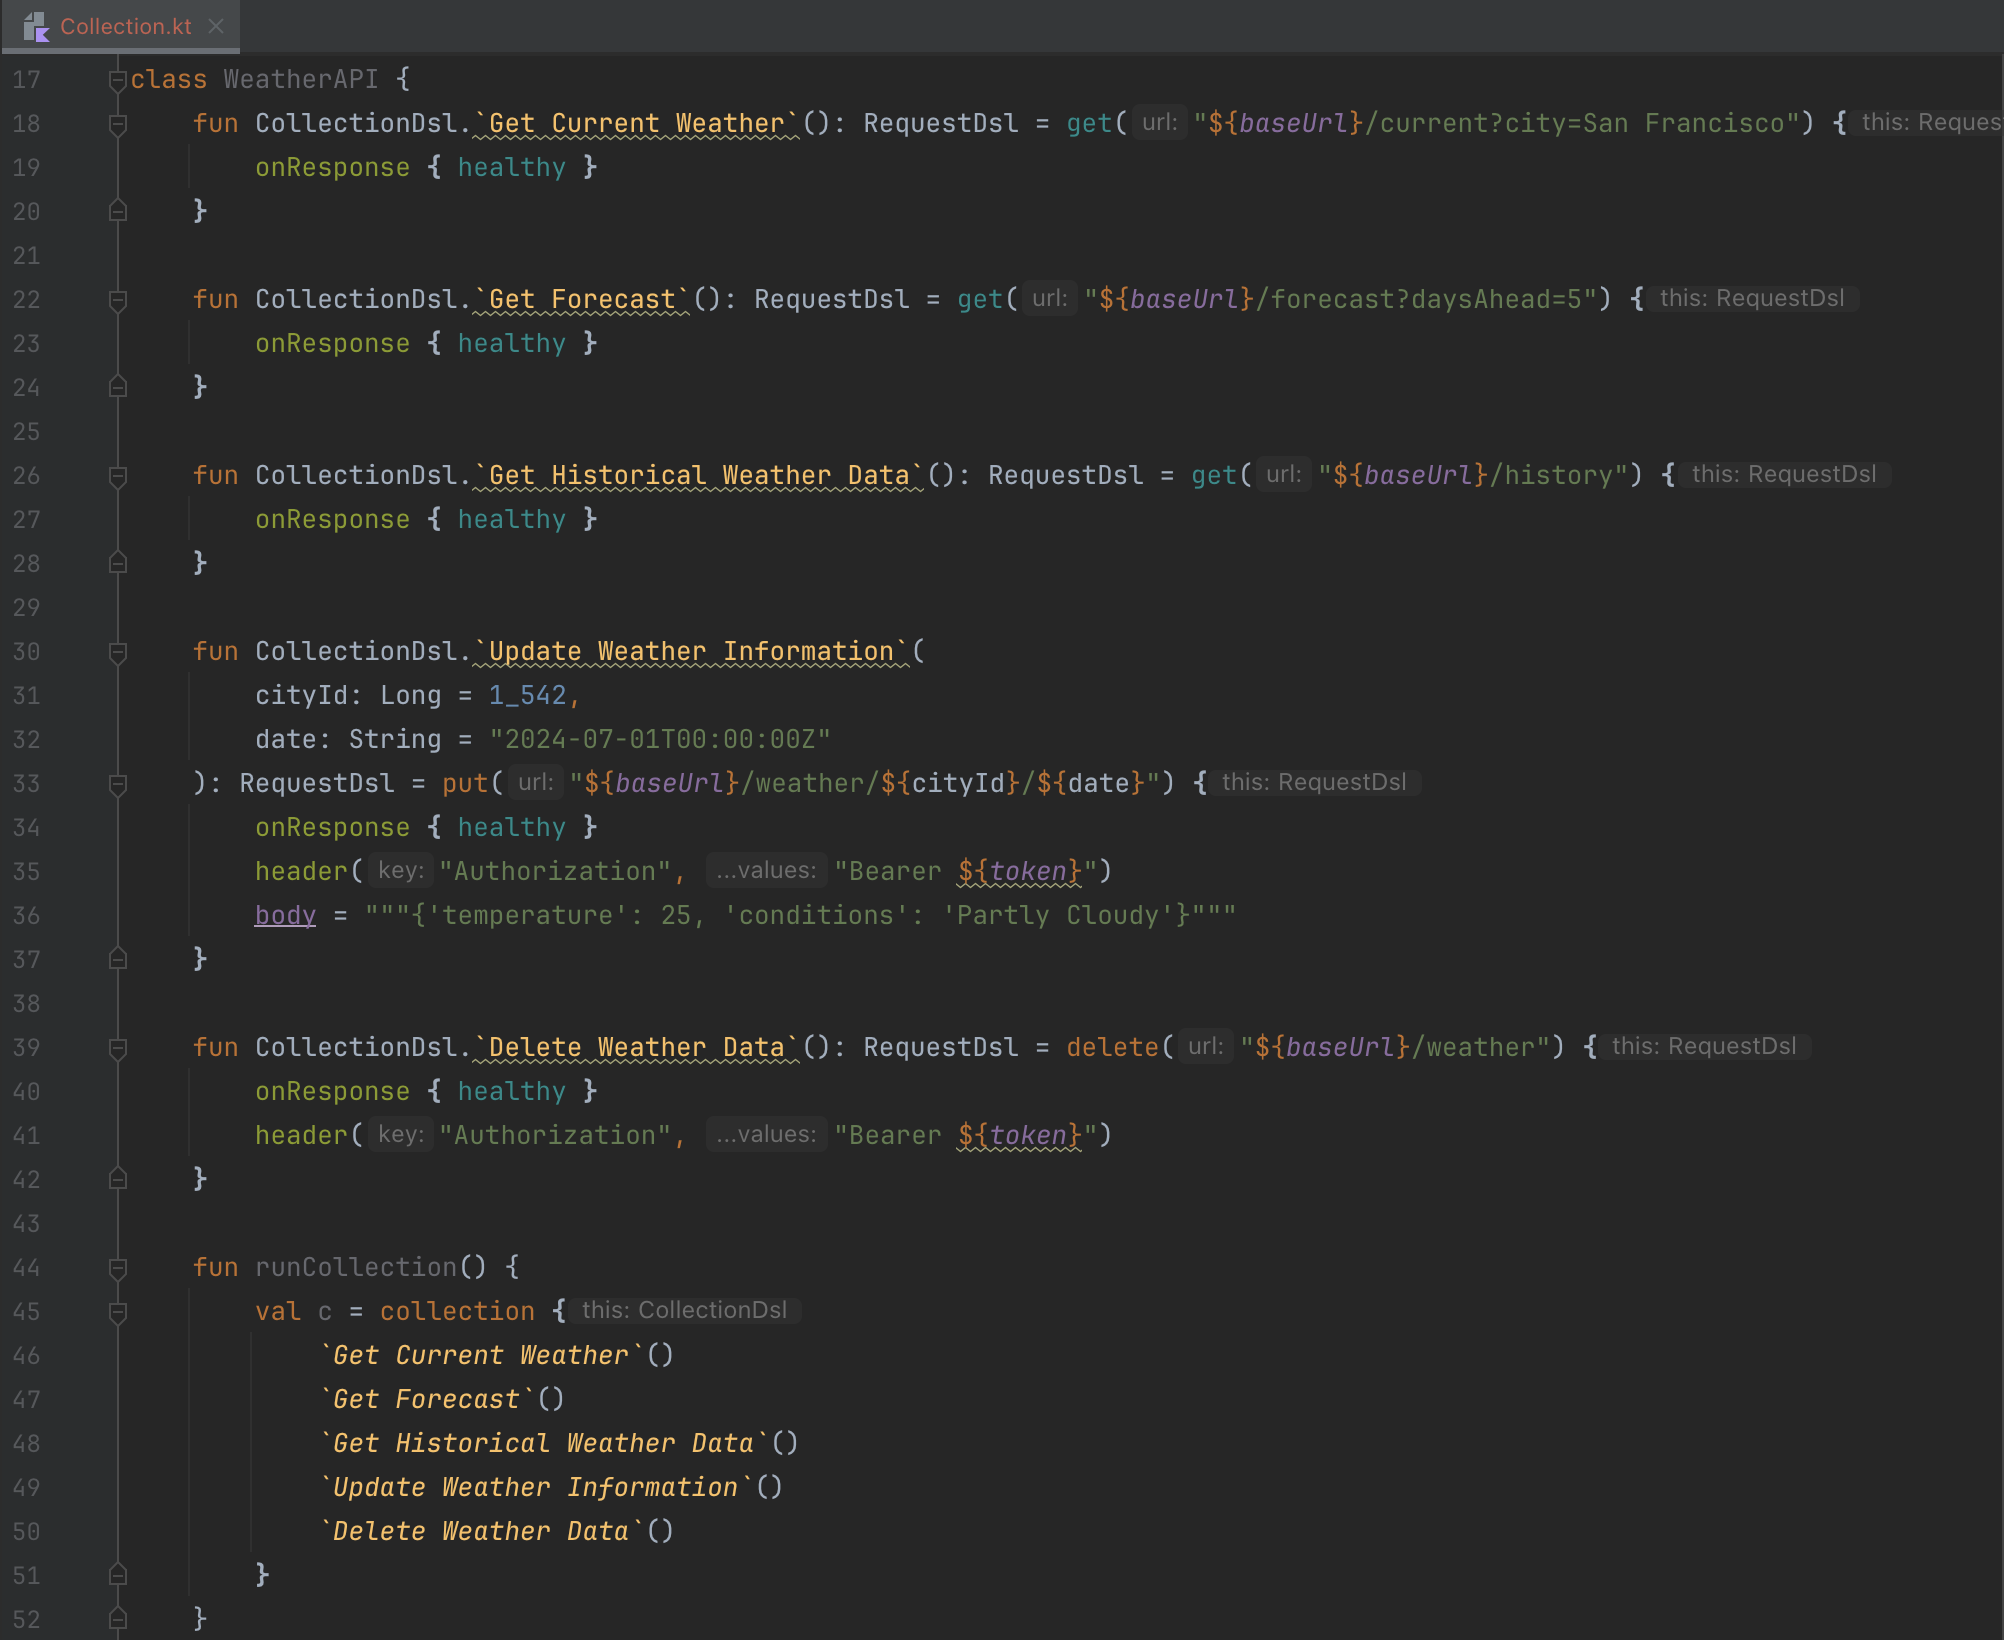 Collection.kt
17 class WeatherAPI {
18 fun CollectionDsl.`Get Current Weather`(): RequestDsl = get( url: "${baseUrl}/current?city=San Francisco") { this: Reques
19 onResponse { healthy }
20 }
21
22 fun CollectionDsl.`Get Forecast`(): RequestDsl = get( url: "${baseUrl}/forecast?daysAhead=5") { this: RequestDsl
23 onResponse { healthy }
24 }
25
26 fun CollectionDsl.`Get Historical Weather Data`(): RequestDsl = get( url: "${baseUrl}/history") { this: RequestDsl
27 onResponse { healthy }
28 }
29
30 fun CollectionDsl.`Update Weather Information`(
31 cityId: Long = 1_542,
32 date: String = "2024-07-01T00:00:00Z"
33 ): RequestDsl = put( url: "${baseUrl}/weather/${cityId}/${date}") { this: RequestDsl
34 onResponse { healthy }
35 header( key: "Authorization", ...values: "Bearer ${token}")
36 body = """{'temperature': 25, 'conditions': 'Partly Cloudy'}"""
37 }
38
39 fun CollectionDsl.`Delete Weather Data`(): RequestDsl = delete( url: "${baseUrl}/weather") { this: RequestDsl
40 onResponse { healthy }
41 header( key: "Authorization", ...values: "Bearer ${token}")
42 }
43
44 fun runCollection() {
45 val c = collection { this: CollectionDsl
46 `Get Current Weather`()
47 `Get Forecast`()
48 `Get Historical Weather Data`()
49 `Update Weather Information`()
50 `Delete Weather Data`()
51 }
52 }